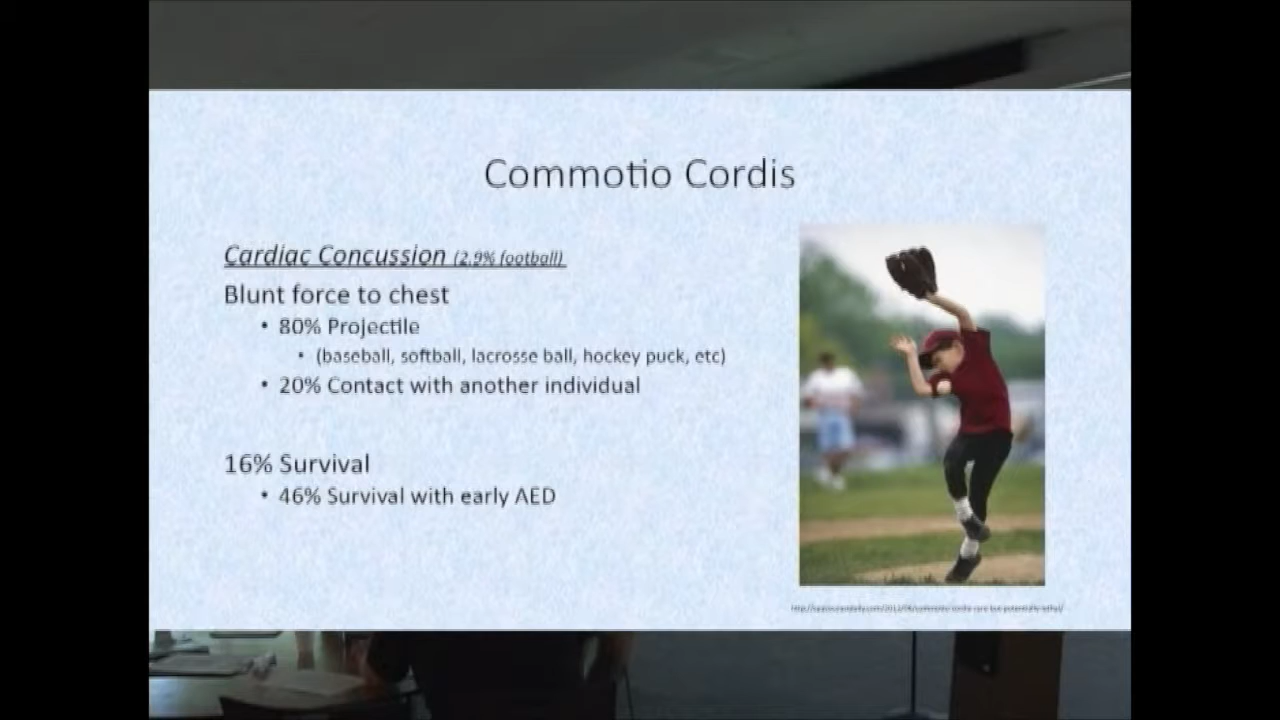 Commotio Cordis
Cardiac Concussion (2.9% football)
Blunt force to chest
• 80% Projectile
• (baseball, softball, lacrosse ball, hockey puck, etc)
• 20% Contact with another individual
16% Survival
• 46% Survival with early AED